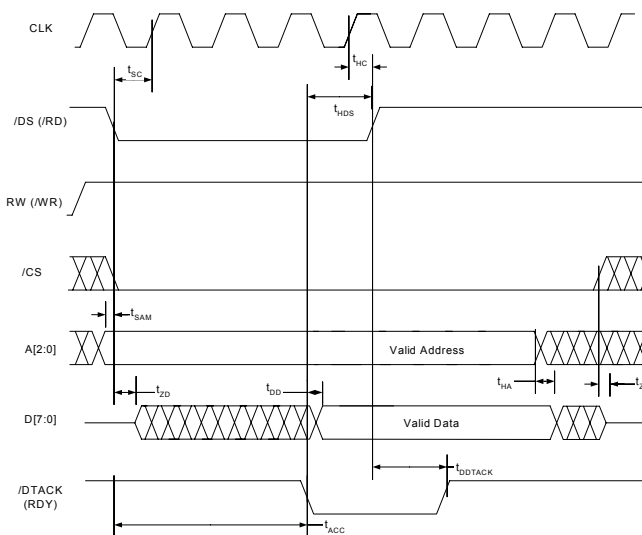 CLK
tSC
tHC
tHDS
/DS (/RD)
RW (/WR)
/CS
tSAM
A[2:0]
Valid Address
tZD
tDD
tHA
tZ
D[7:0]
Valid Data
tDDTACK
/DTACK
(RDY)
tACC